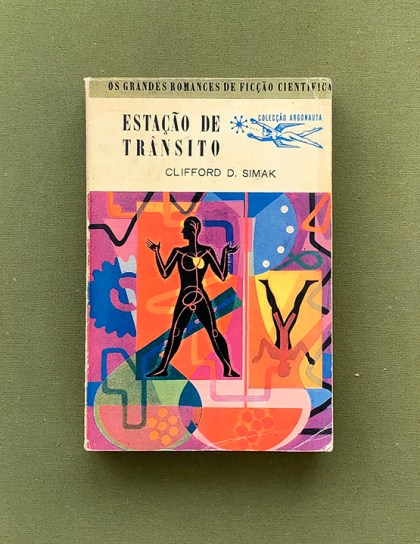 OS GRANDES ROMANCES DE FICÇÃO CIENTÍFICA
ESTAÇÃO DE
TRÂNSITO
COLECÇÃO ARGONAUTA
CLIFFORD D. SIMAK